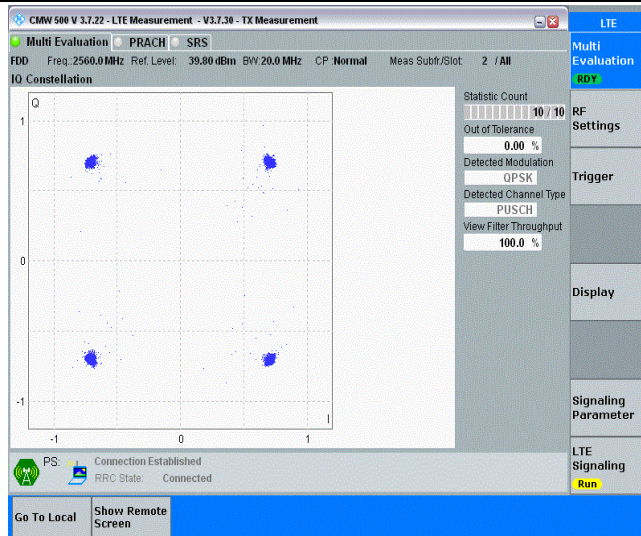 CMW 500 V 3.7.22 - LTE Measurement - V3.7.30 - TX Measurement
LTE
Multi Evaluation PRACH SRS
FDD Freq.:2560.0 MHz Ref. Level: 39.80 dBm BW:20.0 MHz CP :Normal Meas Subfr./Slot: 2 / All
IQ Constellation
Q
1
0
-1
-1 0 1
I
Statistic Count
10 / 10
Out of Tolerance
0.00 %
Detected Modulation
QPSK
Detected Channel Type
PUSCH
View Filter Throughput
100.0 %
PS: Connection Established
RRC State: Connected
Multi
Evaluation
RDY
RF
Settings
Trigger
Display
Signaling
Parameter
LTE
Signaling
Run
Go To Local
Show Remote
Screen